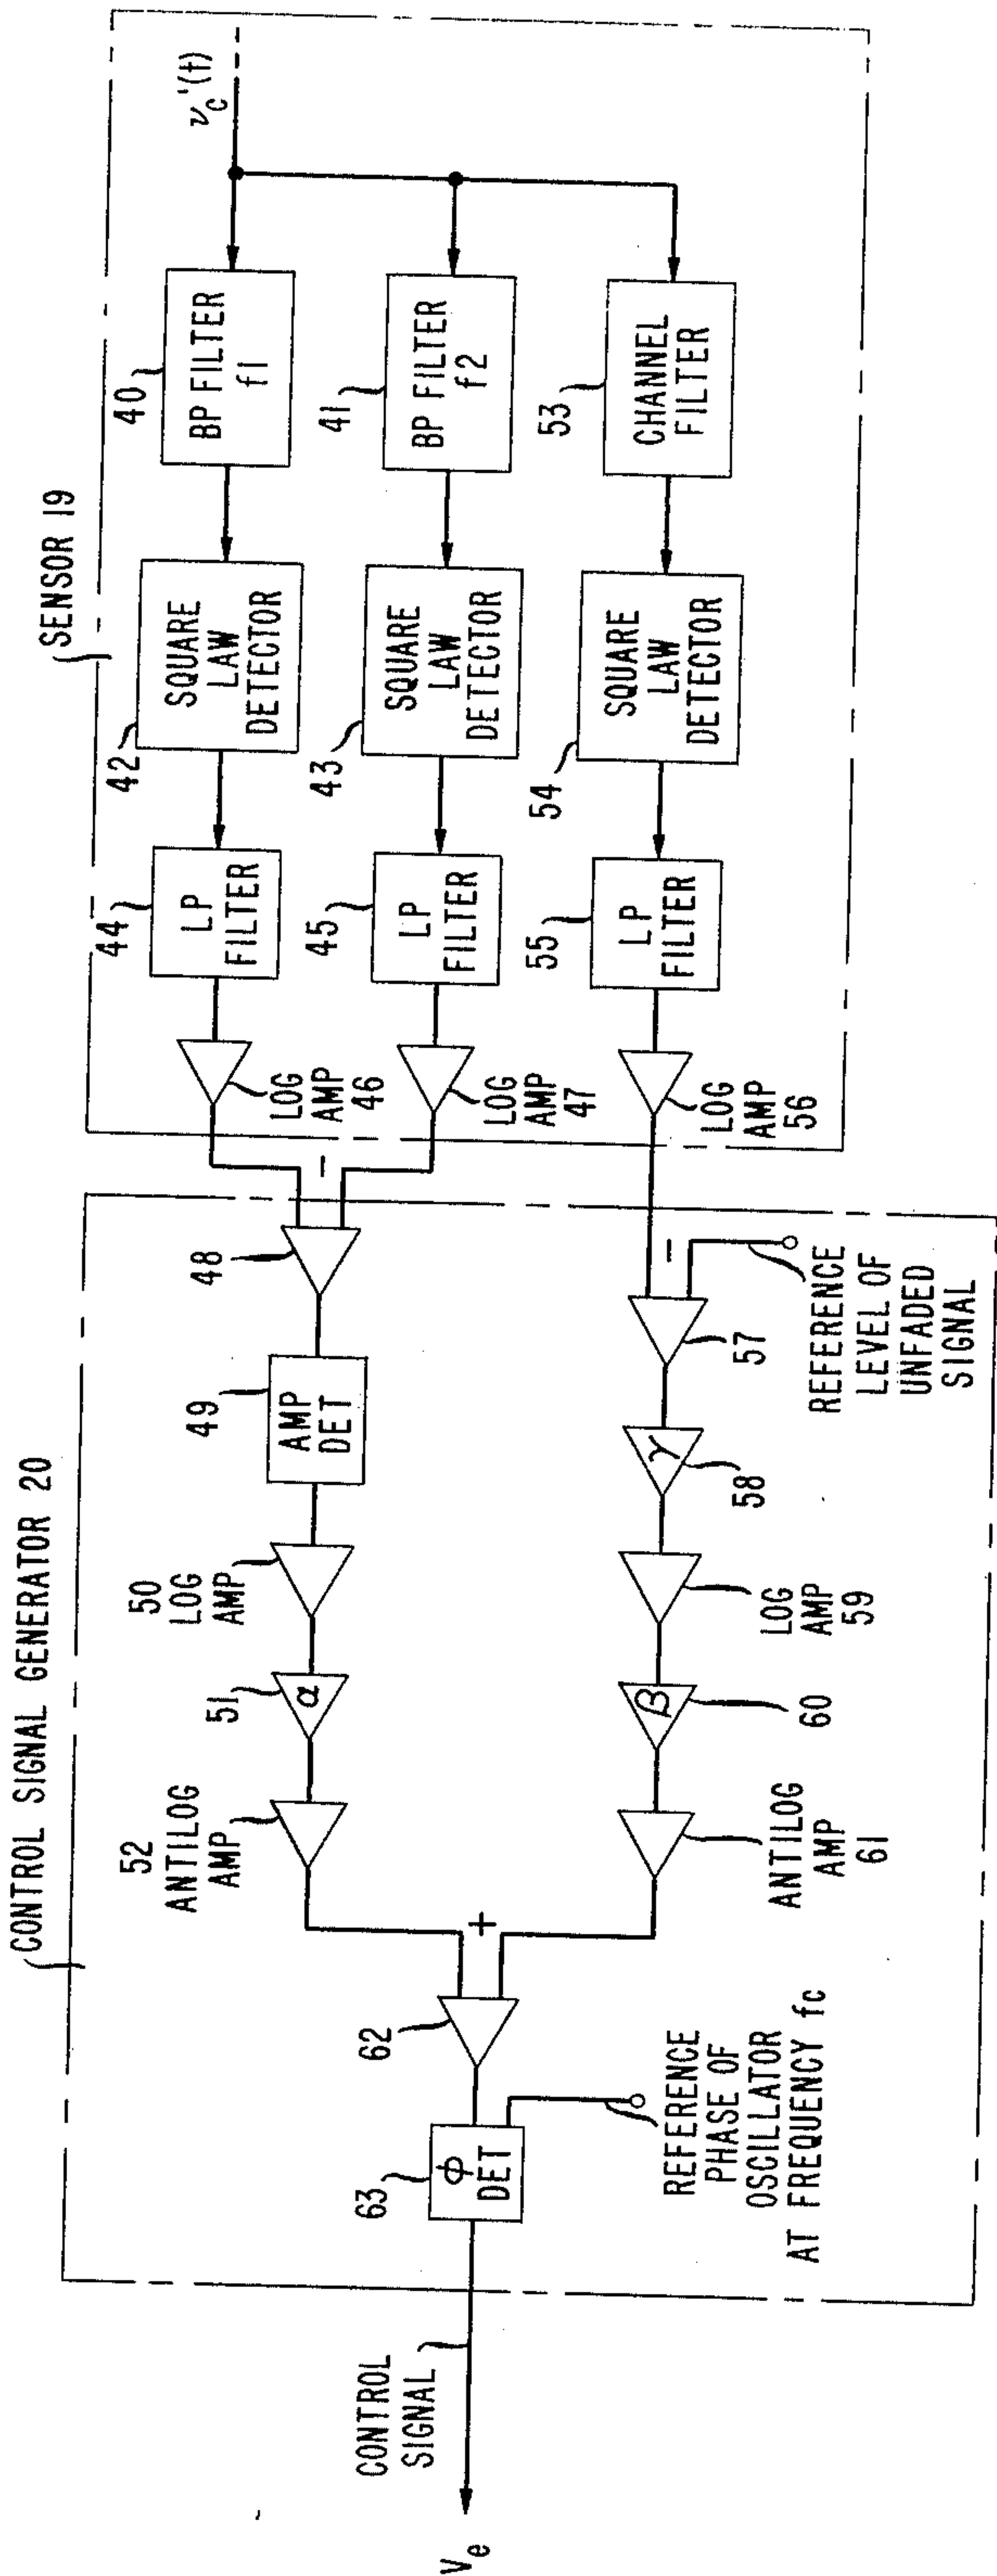 SENSOR 19
ν_c'(t)
40
BP FILTER
f1
41
BP FILTER
f2
53
CHANNEL
FILTER
42
SQUARE
LAW
DETECTOR
43
SQUARE
LAW
DETECTOR
54
SQUARE
LAW
DETECTOR
44
LP
FILTER
45
LP
FILTER
55
LP
FILTER
LOG
AMP
46
LOG
AMP
47
LOG
AMP
56
CONTROL SIGNAL GENERATOR 20
−
48
49
AMP
DET
50
LOG
AMP
51
α
52
ANTILOG
AMP
−
57
REFERENCE
LEVEL OF
UNFADED
SIGNAL
γ
58
LOG
AMP
59
β
60
ANTILOG
AMP
61
+
62
63
Φ
DET
REFERENCE
PHASE OF
OSCILLATOR
AT FREQUENCY fc
CONTROL
SIGNAL
V_e